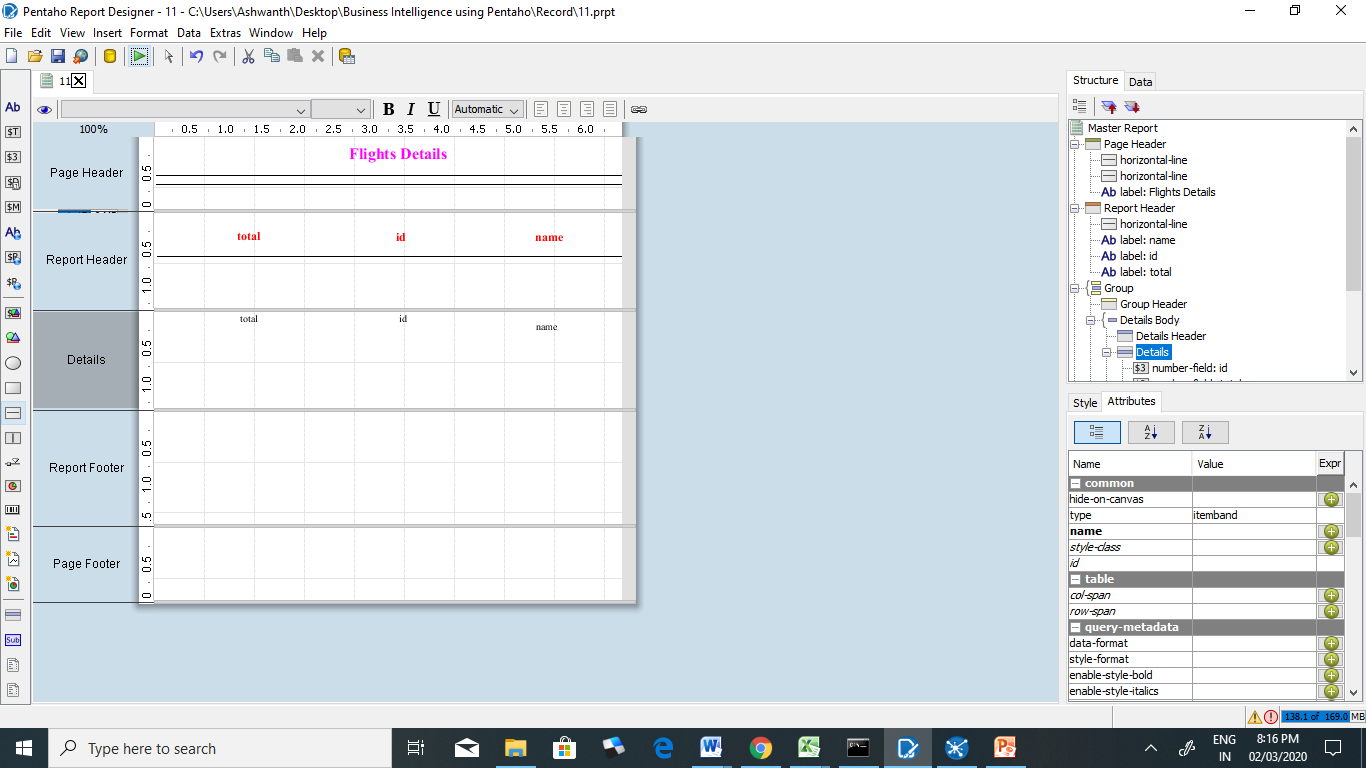 Pentaho Report Designer - 11 - C:\Users\Ashwanth\Desktop\Business Intelligence using Pentaho\Record\11.prpt
File Edit View Insert Format Data Extras Window Help
11
Structure Data
Automatic
100%
0.5 1.0 1.5 2.0 2.5 3.0 3.5 4.0 4.5 5.0 5.5 6.0
Page Header
Flights Details
Report Header
total id name
Details
total id name
Report Footer
Page Footer
Master Report
Page Header
horizontal-line
horizontal-line
Ab label: Flights Details
Report Header
horizontal-line
Ab label: name
Ab label: id
Ab label: total
Group
Group Header
Details Body
Details Header
Details
$3 number-field: id
Style Attributes
Name Value Expr
common
hide-on-canvas
type itemband
name
style-class
id
table
col-span
row-span
query-metadata
data-format
style-format
enable-style-bold
enable-style-italics
138.1 of 169.0 MB
Type here to search
ENG
IN
8:16 PM
02/03/2020